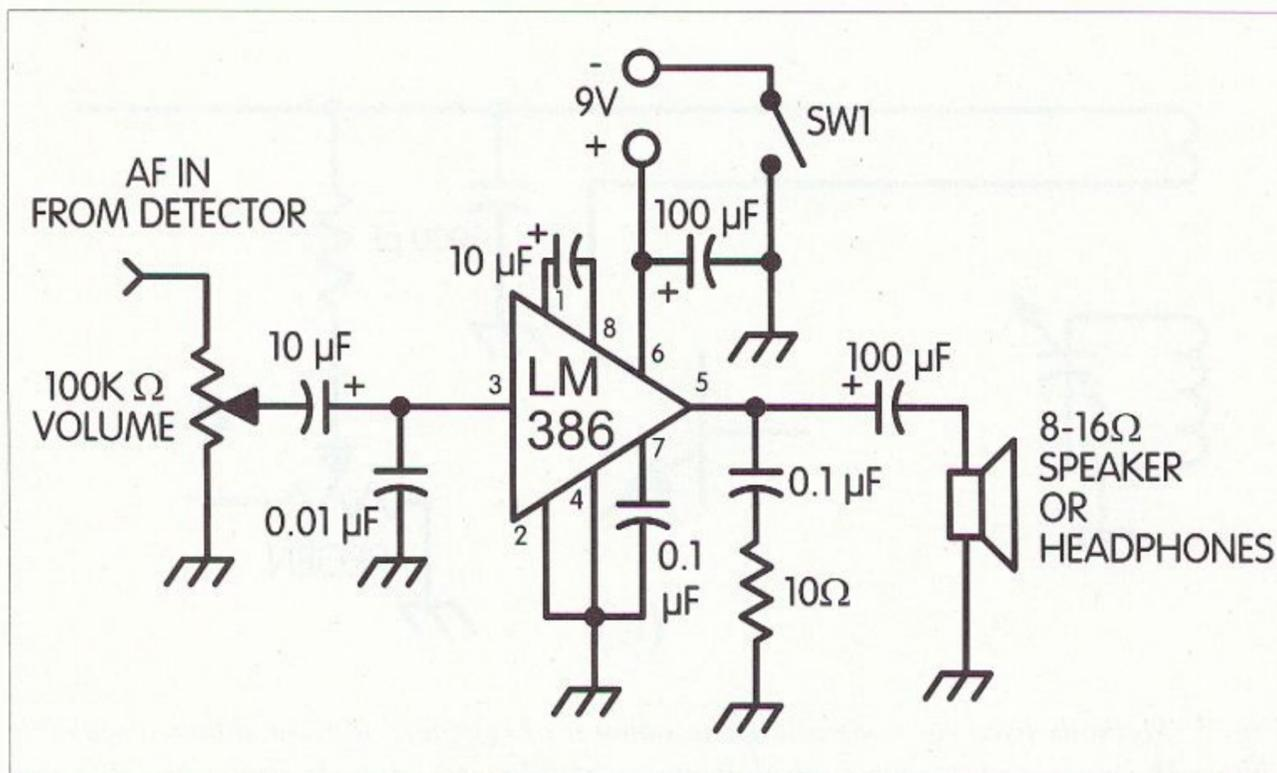 -
9V
+
SW1
AF IN
FROM DETECTOR
100 µF
+
+
10 µF
1
8
6
10 µF
+
100K Ω
VOLUME
3
LM
386
5
100 µF
+
7
4
2
0.01 µF
0.1
µF
0.1 µF
10Ω
8-16Ω
SPEAKER
OR
HEADPHONES